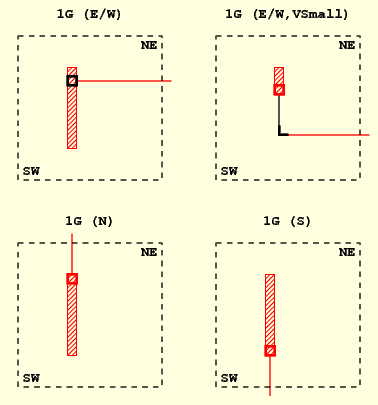 1G (E/W)
1G (E/W,VSmall)
NE
NE
SW
SW
1G (N)
1G (S)
NE
NE
SW
SW